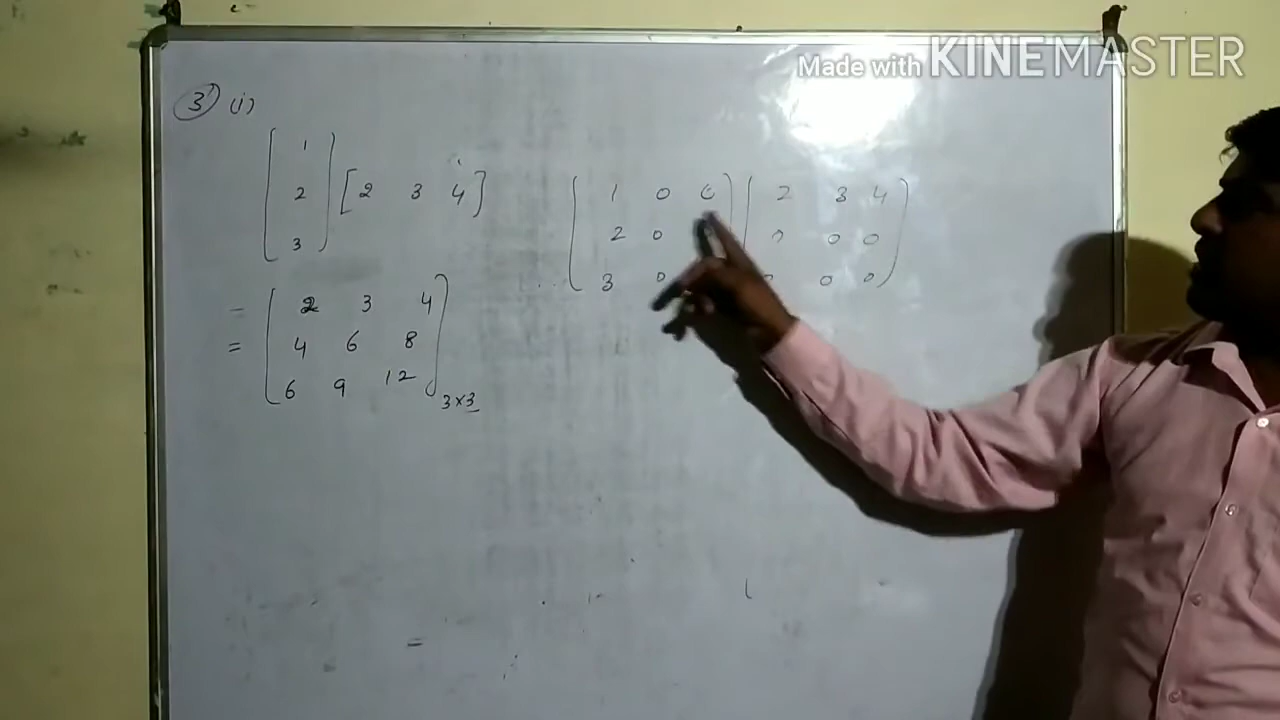 Made with KINEMASTER
3 (i)
1
2
3
2 3 4
= 2 3 4
4 6 8
6 9 12
3×3
1 0 0
2 0
3 0
2 3 4
0 0 0
0 0